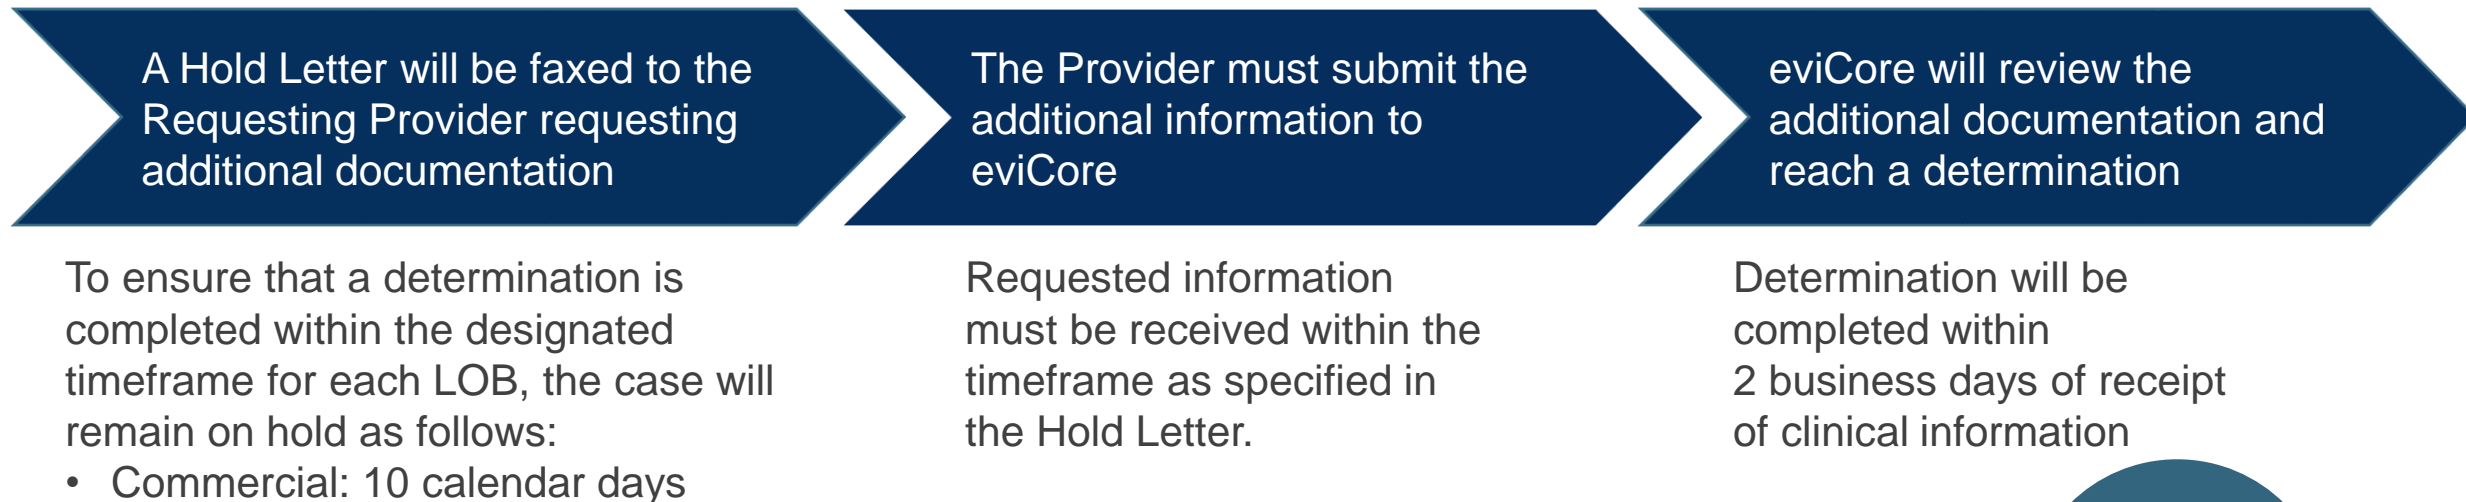 A Hold Letter will be faxed to the
Requesting Provider requesting
additional documentation
The Provider must submit the
additional information to
eviCore
eviCore will review the
additional documentation and
reach a determination
To ensure that a determination is
completed within the designated
timeframe for each LOB, the case will
remain on hold as follows:
• Commercial: 10 calendar days
Requested information
must be received within the
timeframe as specified in
the Hold Letter.
Determination will be
completed within
2 business days of receipt
of clinical information